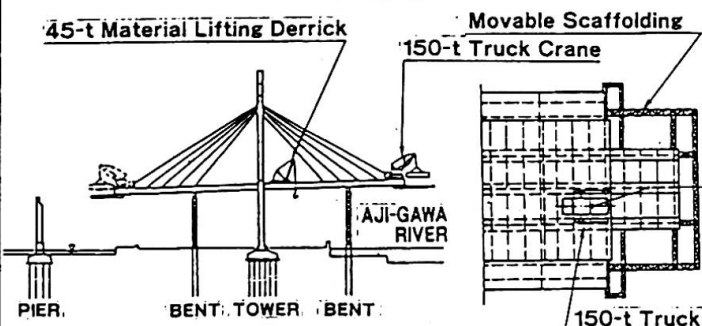 45-t Material Lifting Derrick
150-t Truck Crane
Movable Scaffolding
AJI-GAWA
RIVER
PIER
BENT
TOWER
BENT
150-t Truck